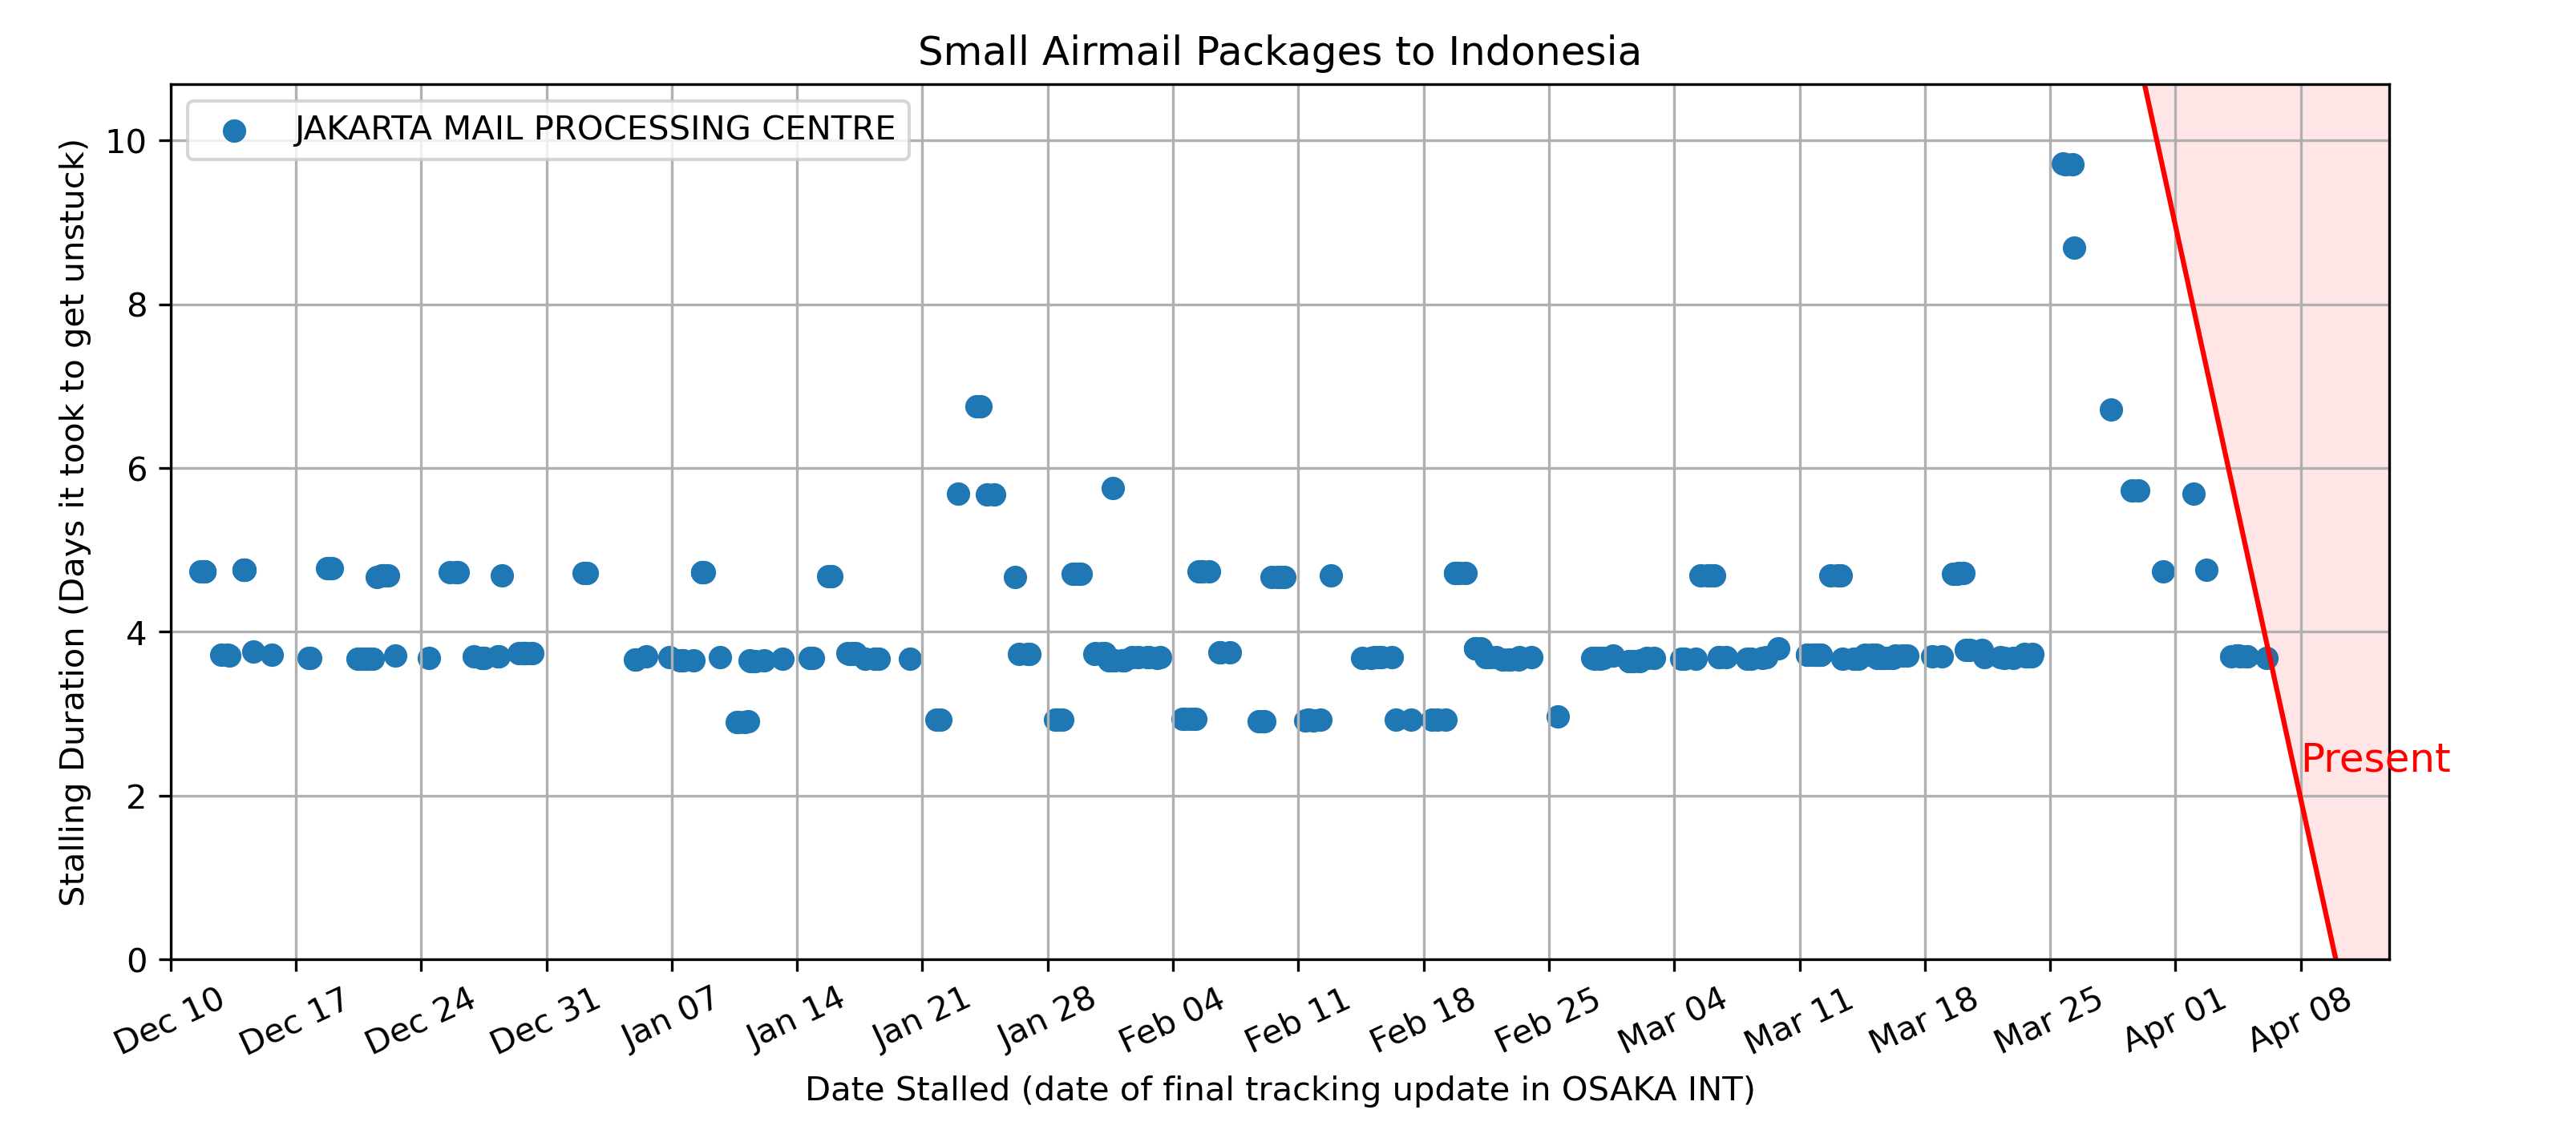 Small Airmail Packages to Indonesia
JAKARTA MAIL PROCESSING CENTRE
Stalling Duration (Days it took to get unstuck)
10
8
6
4
2
0
Present
Dec 10
Dec 17
Dec 24
Dec 31
Jan 07
Jan 14
Jan 21
Jan 28
Feb 04
Feb 11
Feb 18
Feb 25
Mar 04
Mar 11
Mar 18
Mar 25
Apr 01
Apr 08
Date Stalled (date of final tracking update in OSAKA INT)